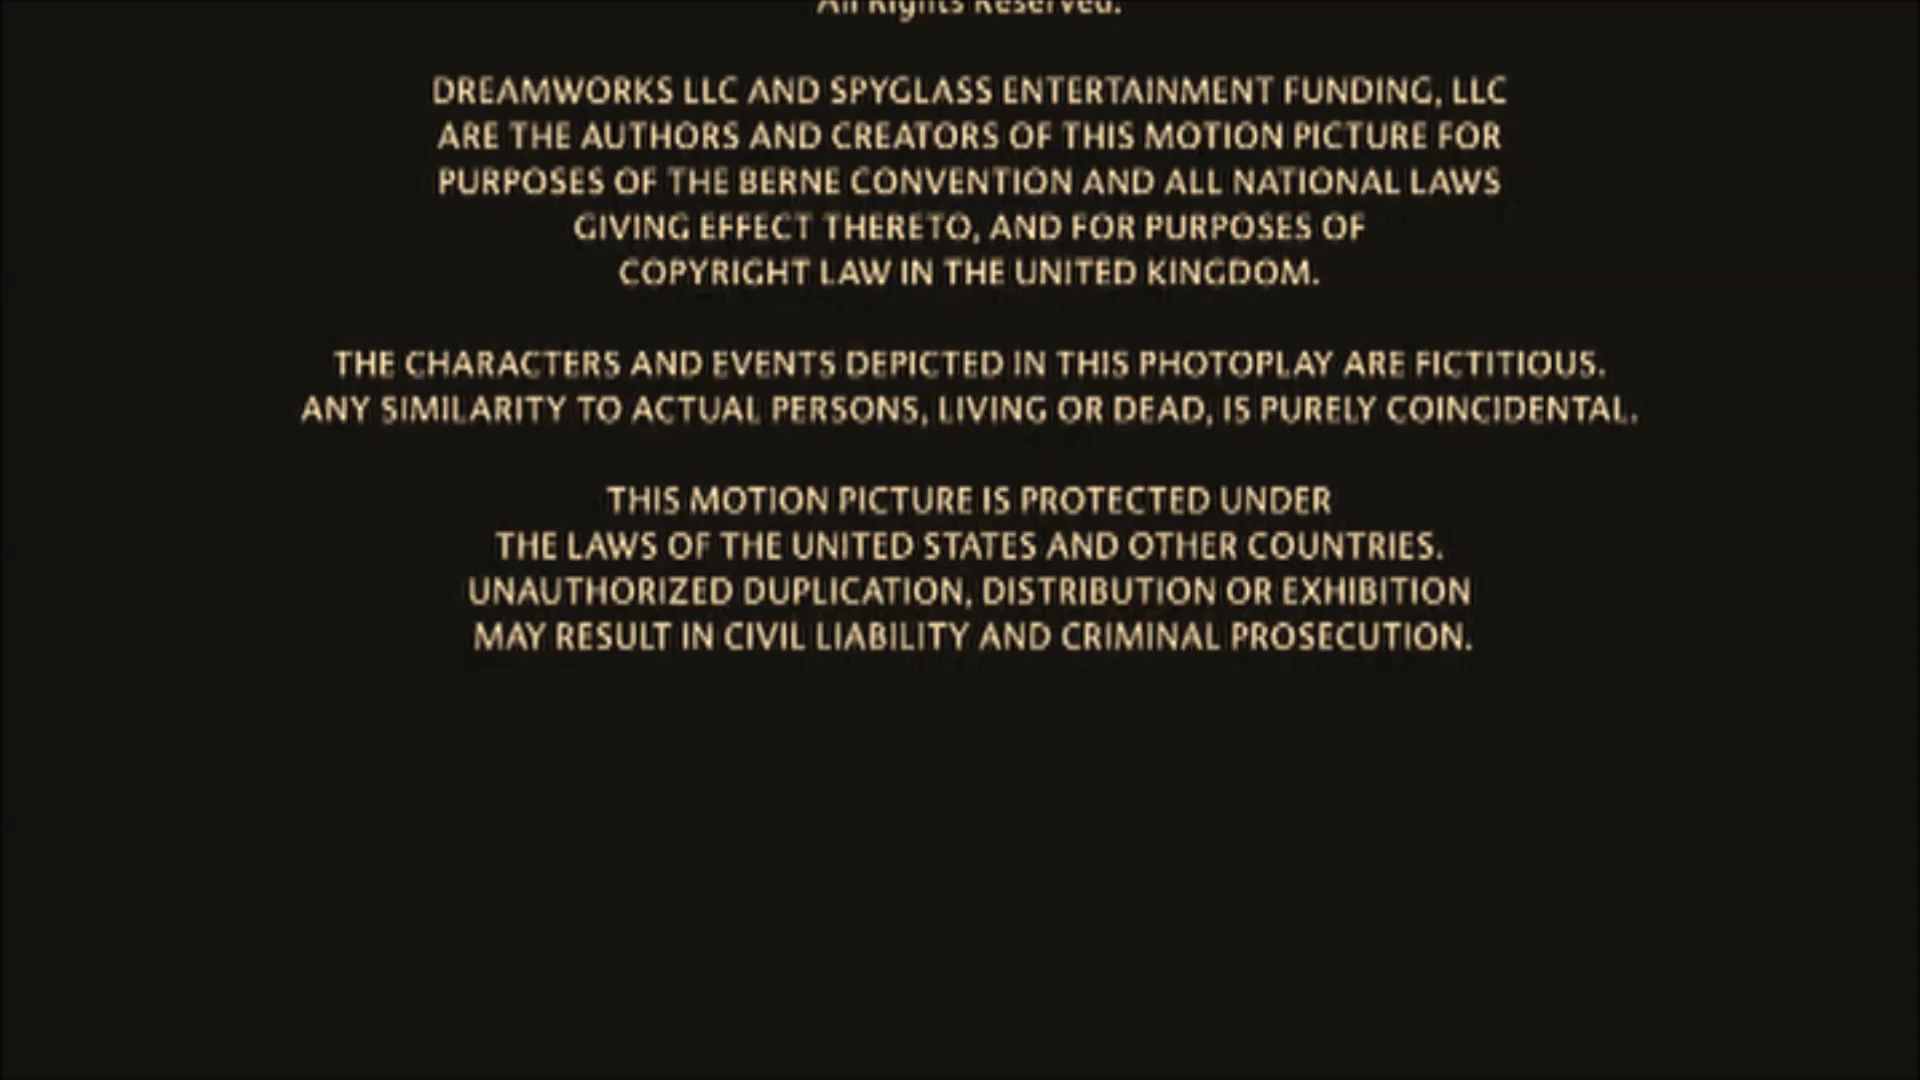 All Rights Reserved.
DREAMWORKS LLC AND SPYGLASS ENTERTAINMENT FUNDING, LLC
ARE THE AUTHORS AND CREATORS OF THIS MOTION PICTURE FOR
PURPOSES OF THE BERNE CONVENTION AND ALL NATIONAL LAWS
GIVING EFFECT THERETO, AND FOR PURPOSES OF
COPYRIGHT LAW IN THE UNITED KINGDOM.
THE CHARACTERS AND EVENTS DEPICTED IN THIS PHOTOPLAY ARE FICTITIOUS.
ANY SIMILARITY TO ACTUAL PERSONS, LIVING OR DEAD, IS PURELY COINCIDENTAL.
THIS MOTION PICTURE IS PROTECTED UNDER
THE LAWS OF THE UNITED STATES AND OTHER COUNTRIES.
UNAUTHORIZED DUPLICATION, DISTRIBUTION OR EXHIBITION
MAY RESULT IN CIVIL LIABILITY AND CRIMINAL PROSECUTION.